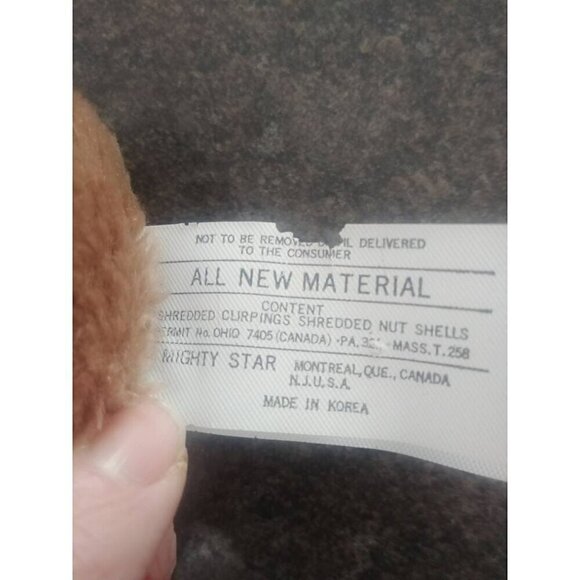 NOT TO BE REMOVED DELIVERED
TO THE CONSUMER
ALL NEW MATERIAL
CONTENT
SHREDDED CLIPPINGS SHREDDED NUT SHELLS
PERMIT No. OHIO 7405 (CANADA) • PA. MASS. T. 258
MIGHTY STAR MONTREAL, QUE., CANADA
N.J. U.S.A.
MADE IN KOREA